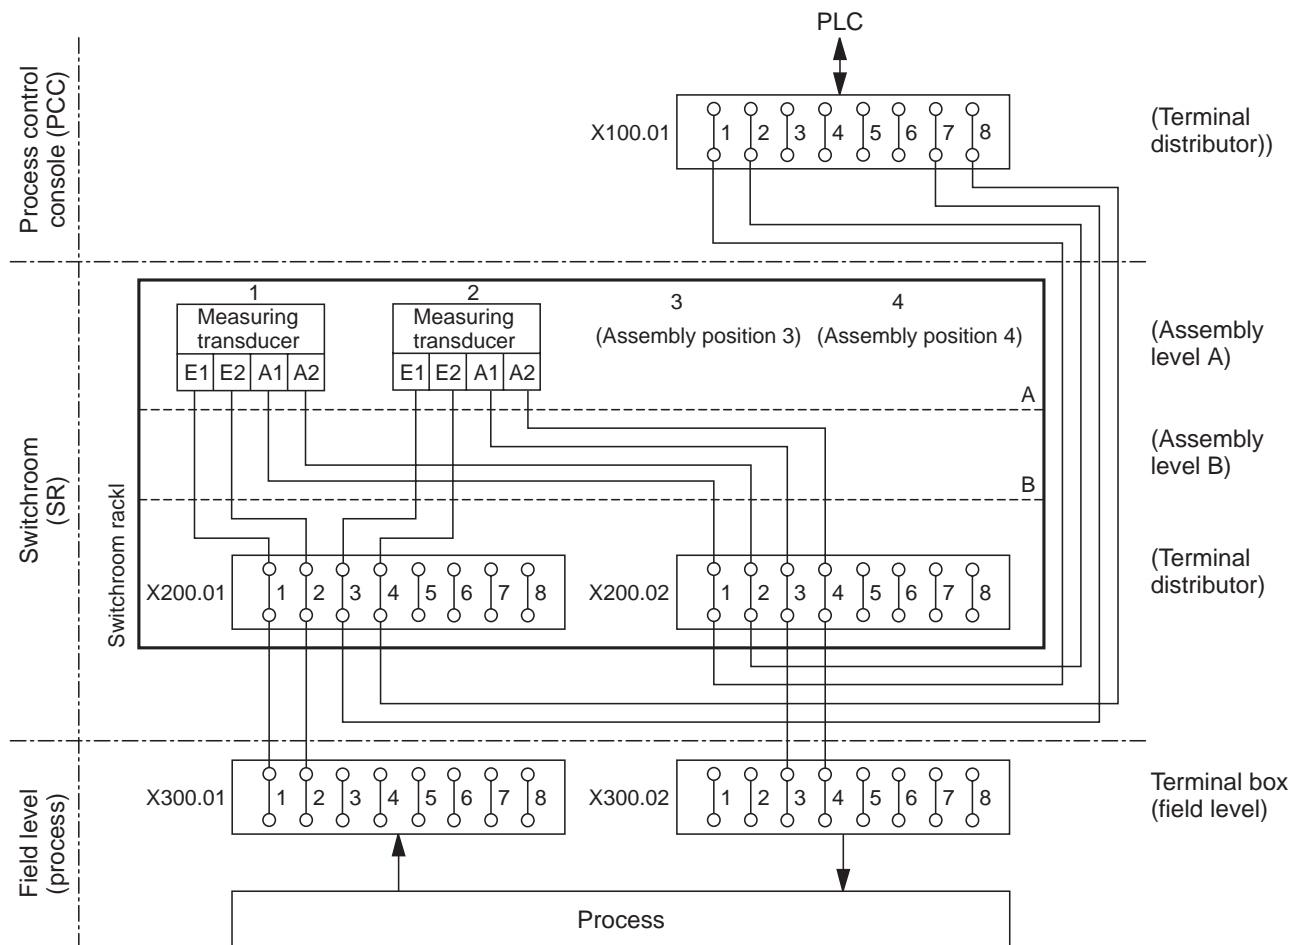 PLC
Process control
console (PCC)
X100.01
1 2 3 4 5 6 7 8
(Terminal
distributor))
Switchroom
(SR)
Switchroom rackl
1
Measuring
transducer
E1 E2 A1 A2
2
Measuring
transducer
E1 E2 A1 A2
3
(Assembly position 3)
4
(Assembly position 4)
A
(Assembly
level A)
B
(Assembly
level B)
X200.01
1 2 3 4 5 6 7 8
X200.02
1 2 3 4 5 6 7 8
(Terminal
distributor)
Field level
(process)
X300.01
1 2 3 4 5 6 7 8
X300.02
1 2 3 4 5 6 7 8
Terminal box
(field level)
Process